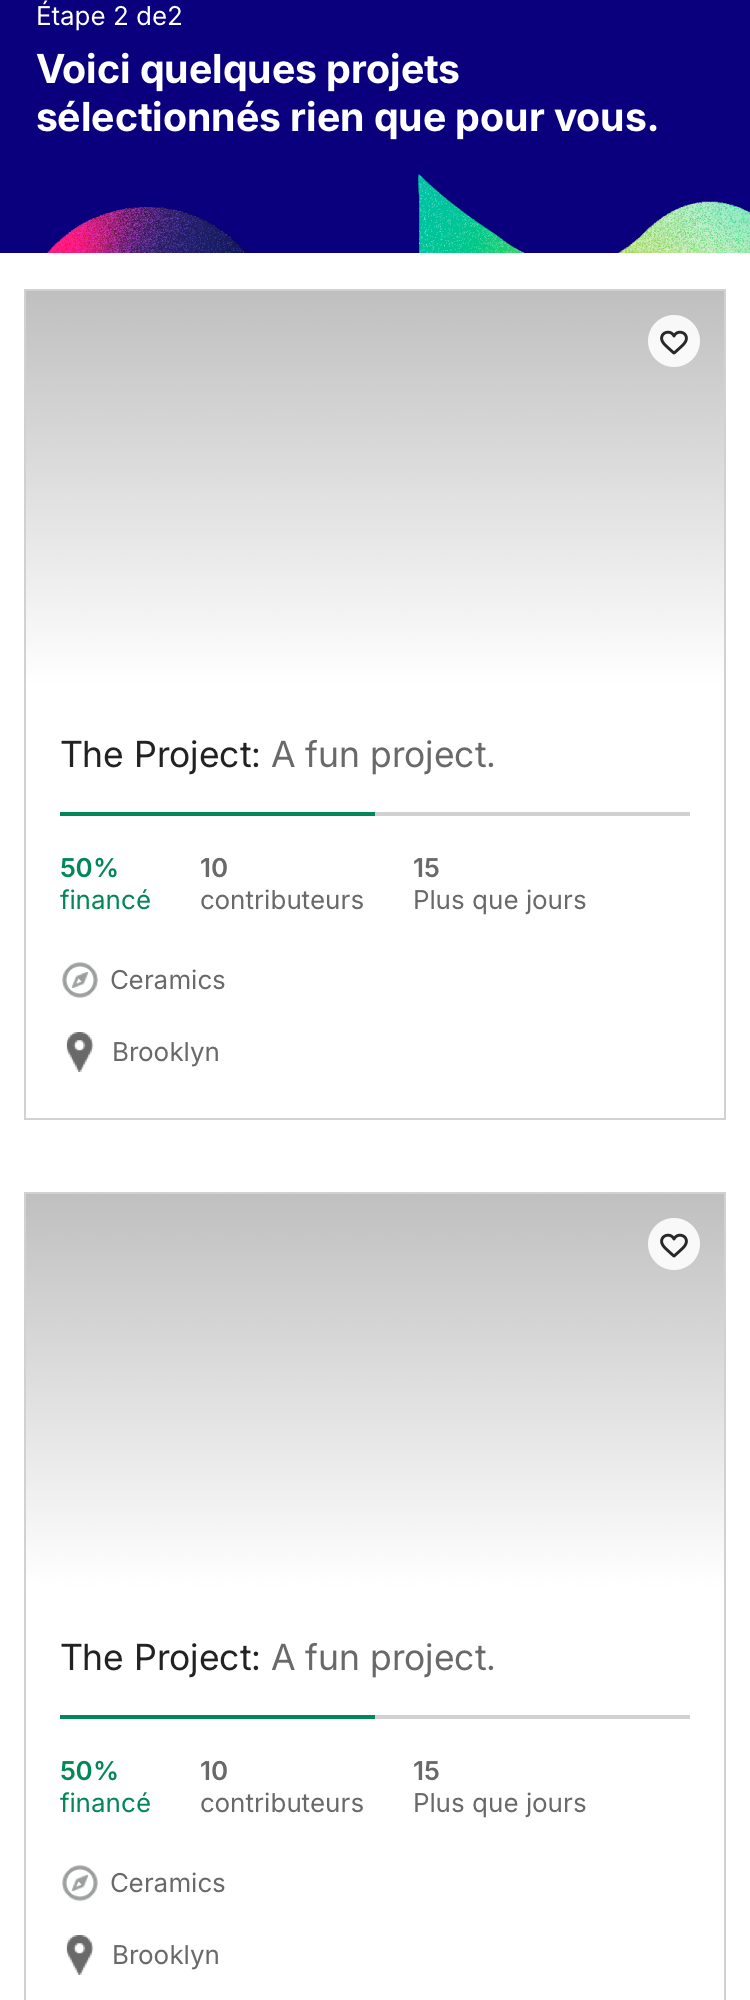 Étape 2 de2
Voici quelques projets
sélectionnés rien que pour vous.
The Project: A fun project.
50%
financé
10
contributeurs
15
Plus que jours
Ceramics
Brooklyn
The Project: A fun project.
50%
financé
10
contributeurs
15
Plus que jours
Ceramics
Brooklyn